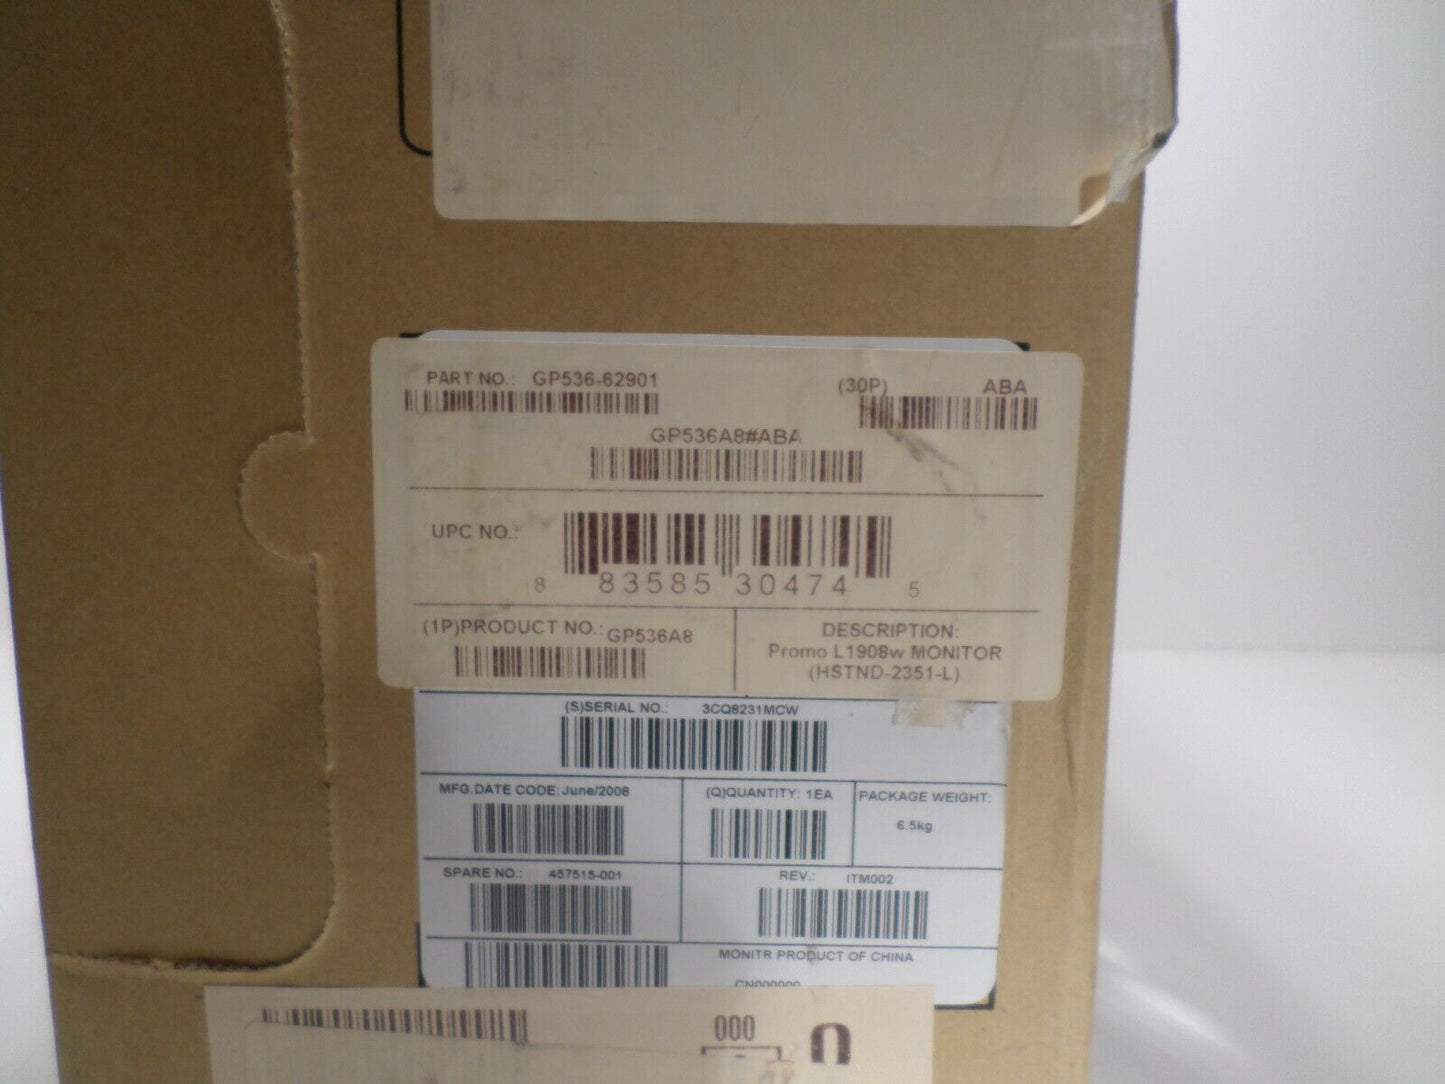 PART NO.: GP536-62901
(30P) ABA
GP536A8#ABA
UPC NO.:
8 83585 30474 5
(1P)PRODUCT NO.: GP536A8
DESCRIPTION:
Promo L1908w MONITOR
(HSTND-2351-L)
(S)SERIAL NO.: 3CQ8231MCW
MFG.DATE CODE:June/2008
(Q)QUANTITY: 1EA
PACKAGE WEIGHT:
6.5kg
SPARE NO.: 457515-001
REV.: ITM002
MONITR PRODUCT OF CHINA
CN000000
000